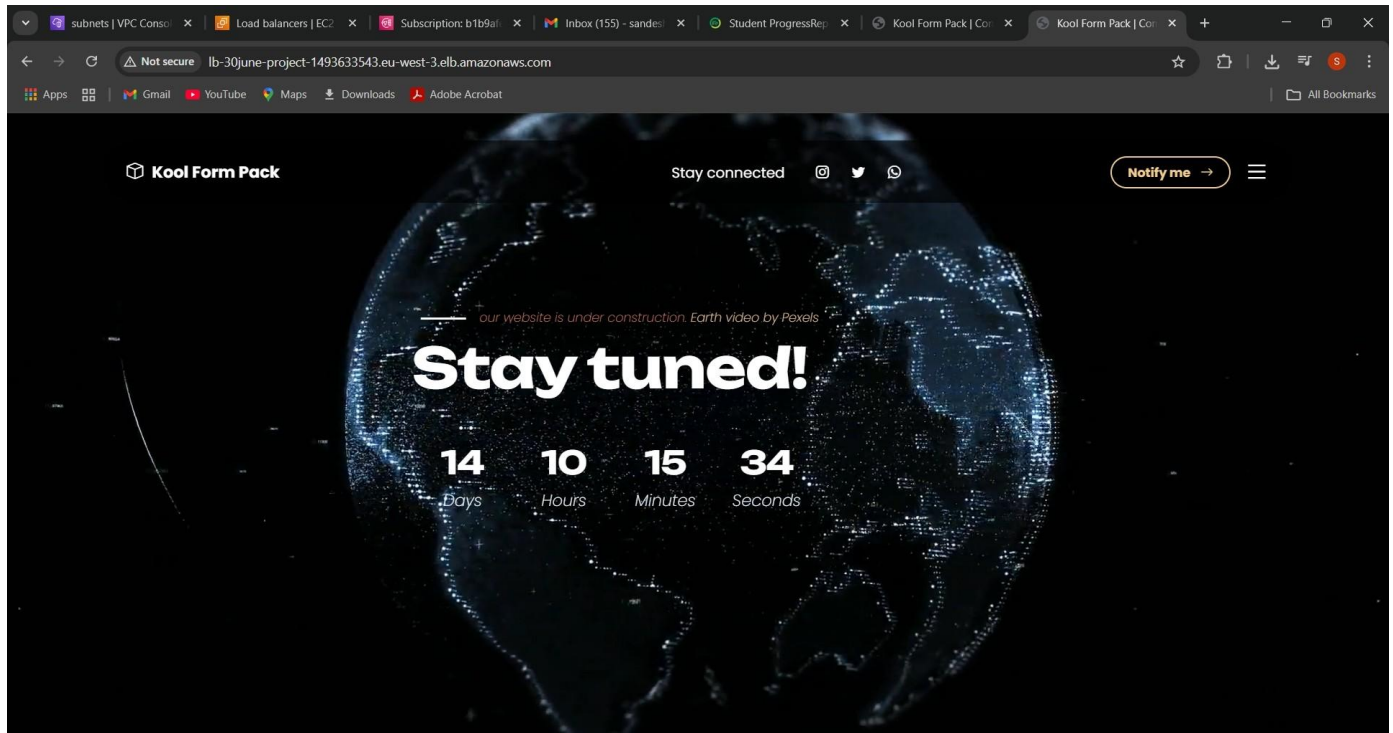 subnets | VPC Consol
Load balancers | EC2
Subscription: b1b9af
Inbox (155) - sandes
Student ProgressRep
Kool Form Pack | Con
Kool Form Pack | Con
Not secure lb-30june-project-1493633543.eu-west-3.elb.amazonaws.com
S
Apps Gmail YouTube Maps Downloads Adobe Acrobat All Bookmarks
Kool Form Pack Stay connected Notify me →
our website is under construction. Earth video by Pexels
Stay tuned!
14 10 15 34
Days Hours Minutes Seconds